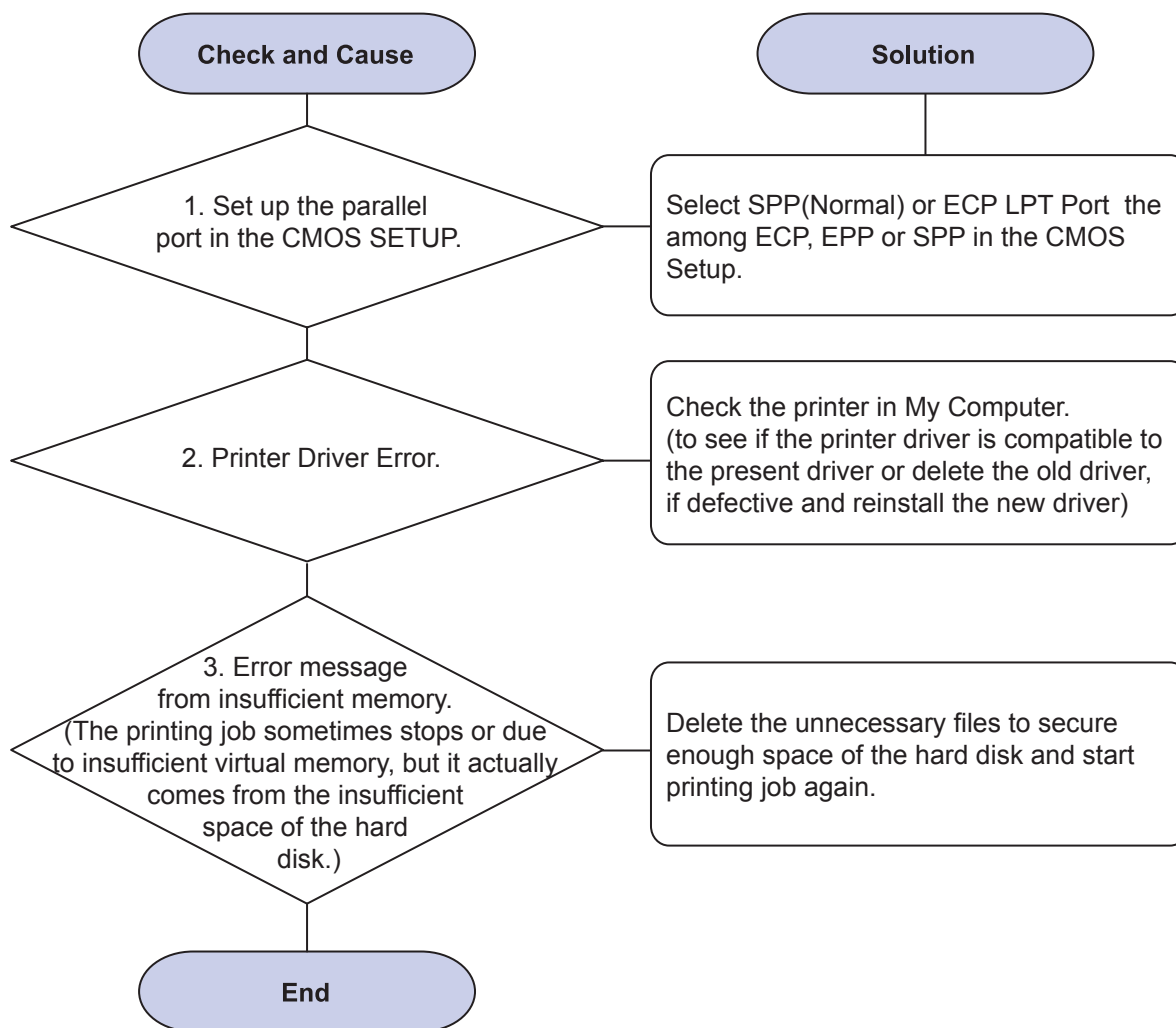 Check and Cause
Solution
1. Set up the parallel
port in the CMOS SETUP.
Select SPP(Normal) or ECP LPT Port  the
among ECP, EPP or SPP in the CMOS
Setup.
2. Printer Driver Error.
Check the printer in My Computer.
(to see if the printer driver is compatible to
the present driver or delete the old driver,
if defective and reinstall the new driver)
3. Error message
from insufficient memory.
(The printing job sometimes stops or due
to insufficient virtual memory, but it actually
comes from the insufficient
space of the hard
disk.)
Delete the unnecessary files to secure
enough space of the hard disk and start
printing job again.
End